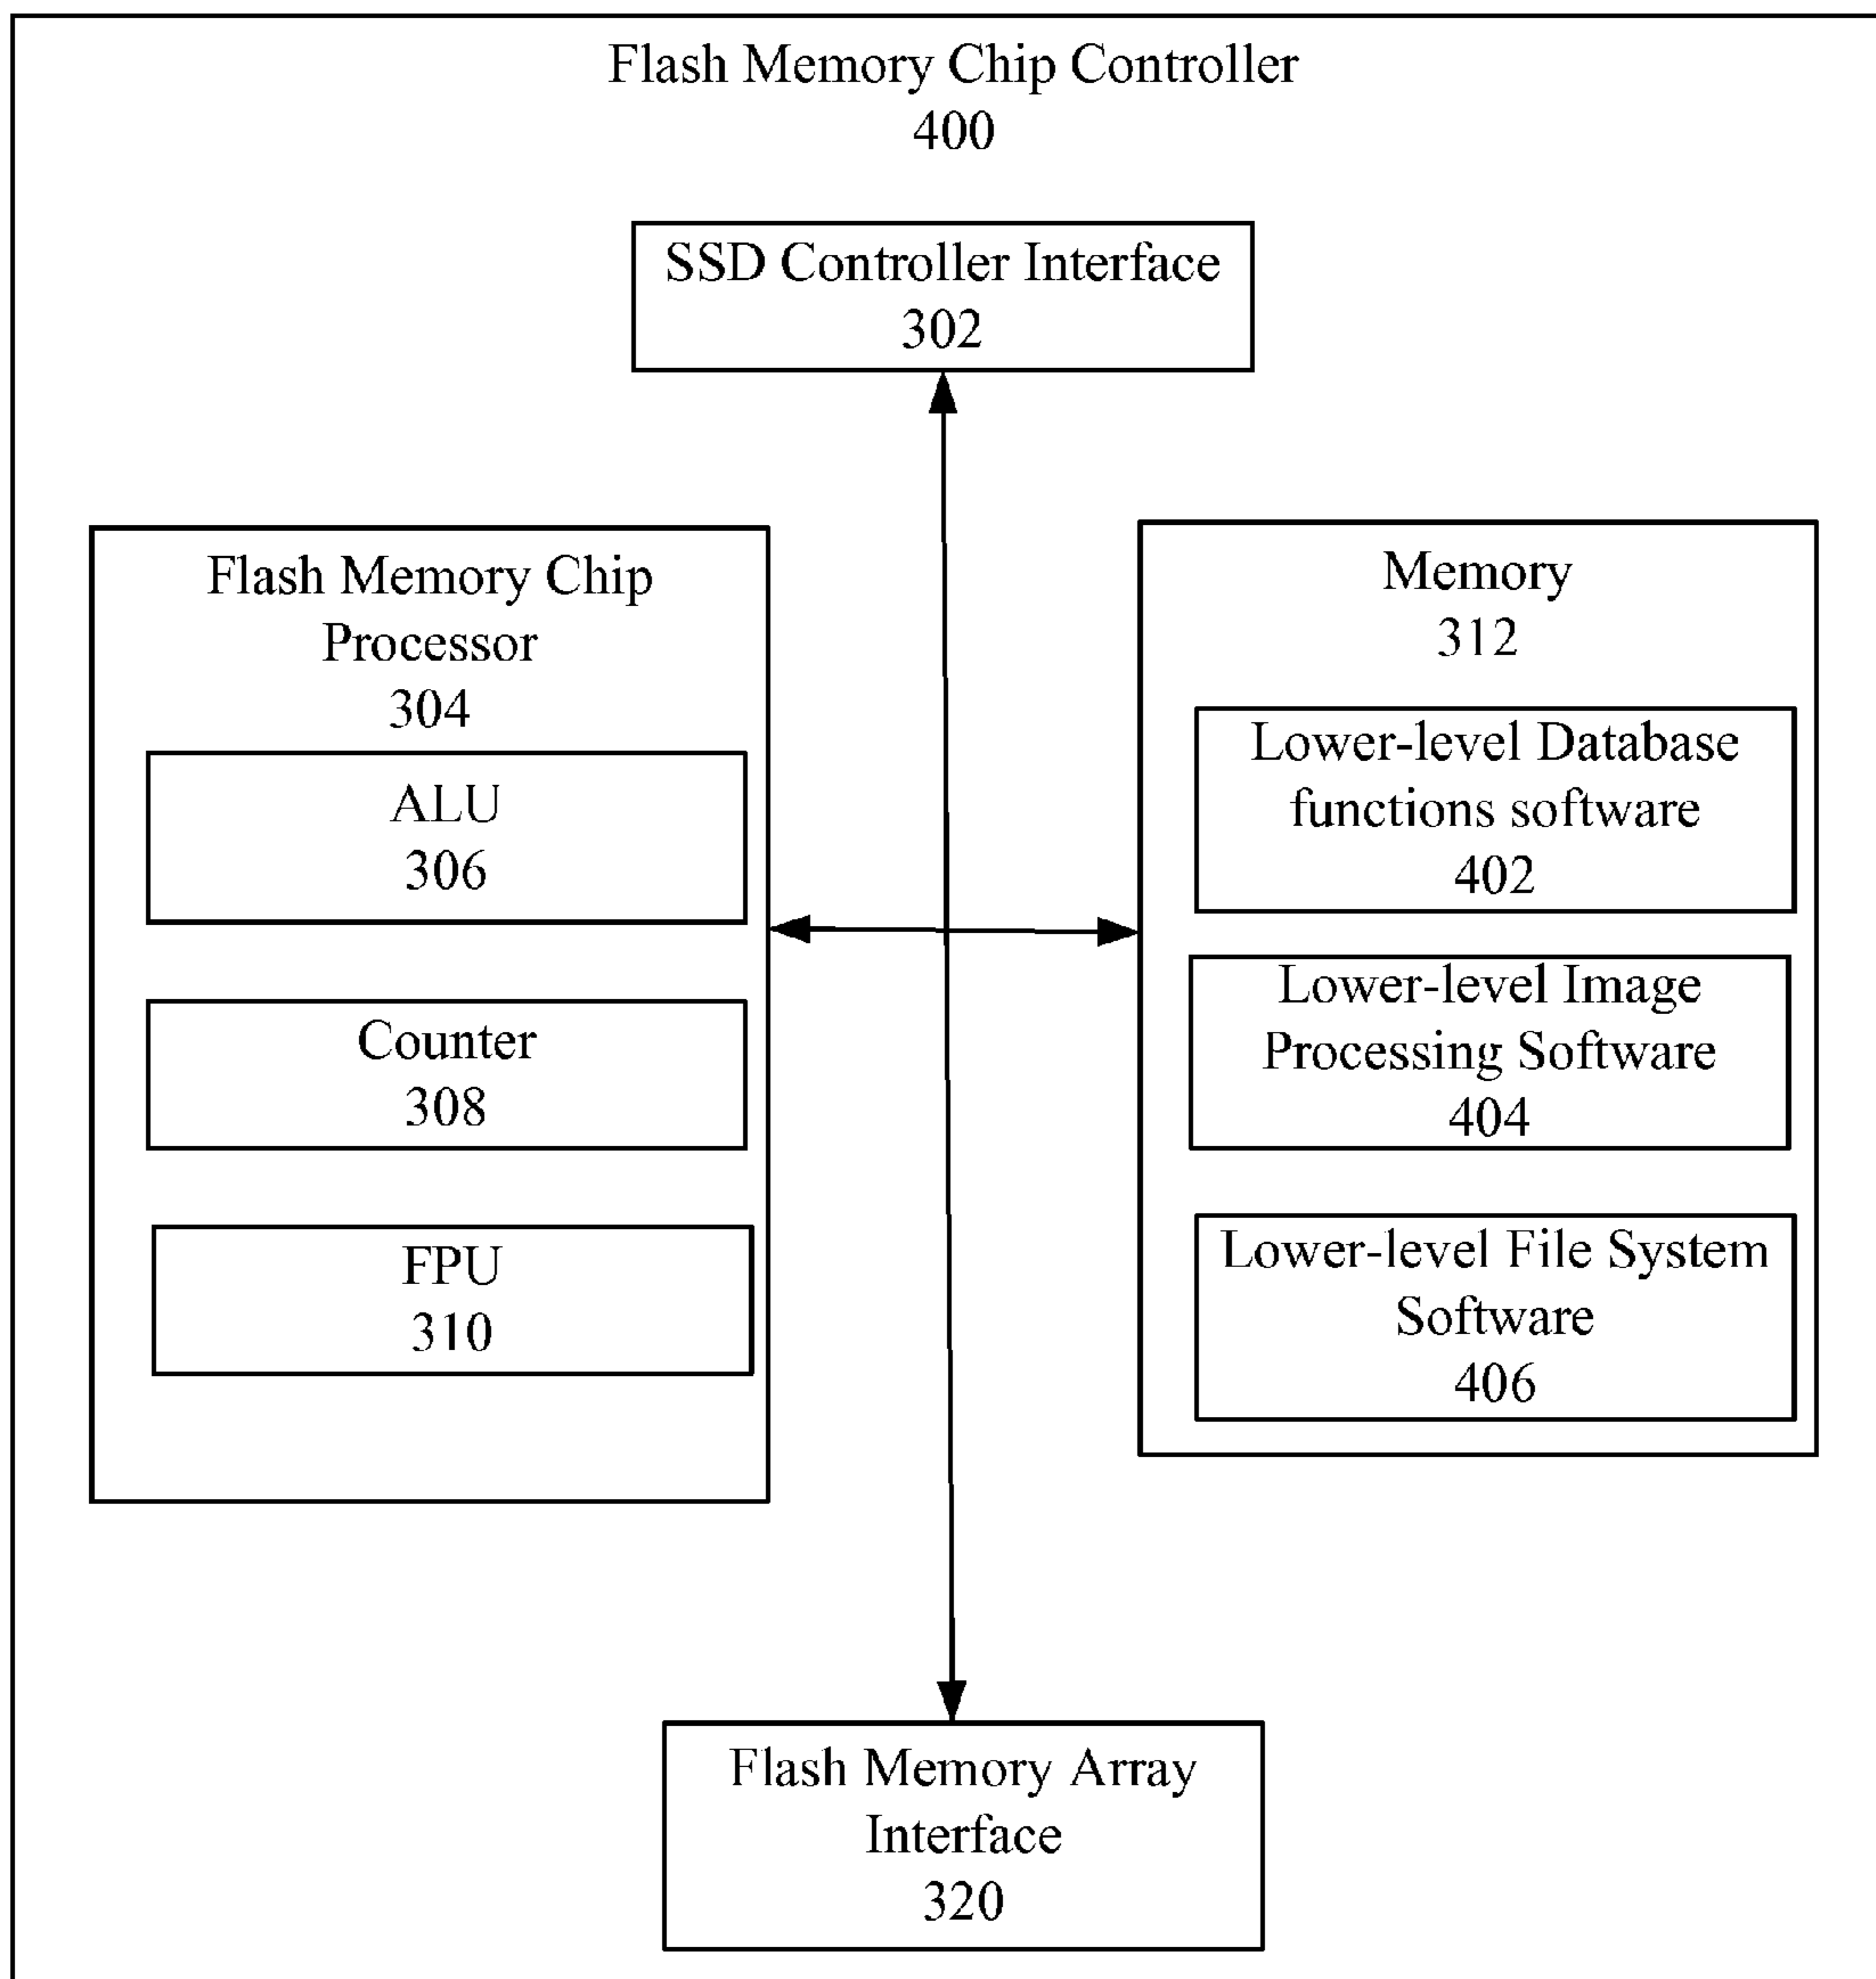 Flash Memory Chip Controller
400
SSD Controller Interface
302
Flash Memory Chip
Processor
304
ALU
306
Counter
308
FPU
310
Memory
312
Lower-level Database
functions software
402
Lower-level Image
Processing Software
404
Lower-level File System
Software
406
Flash Memory Array
Interface
320